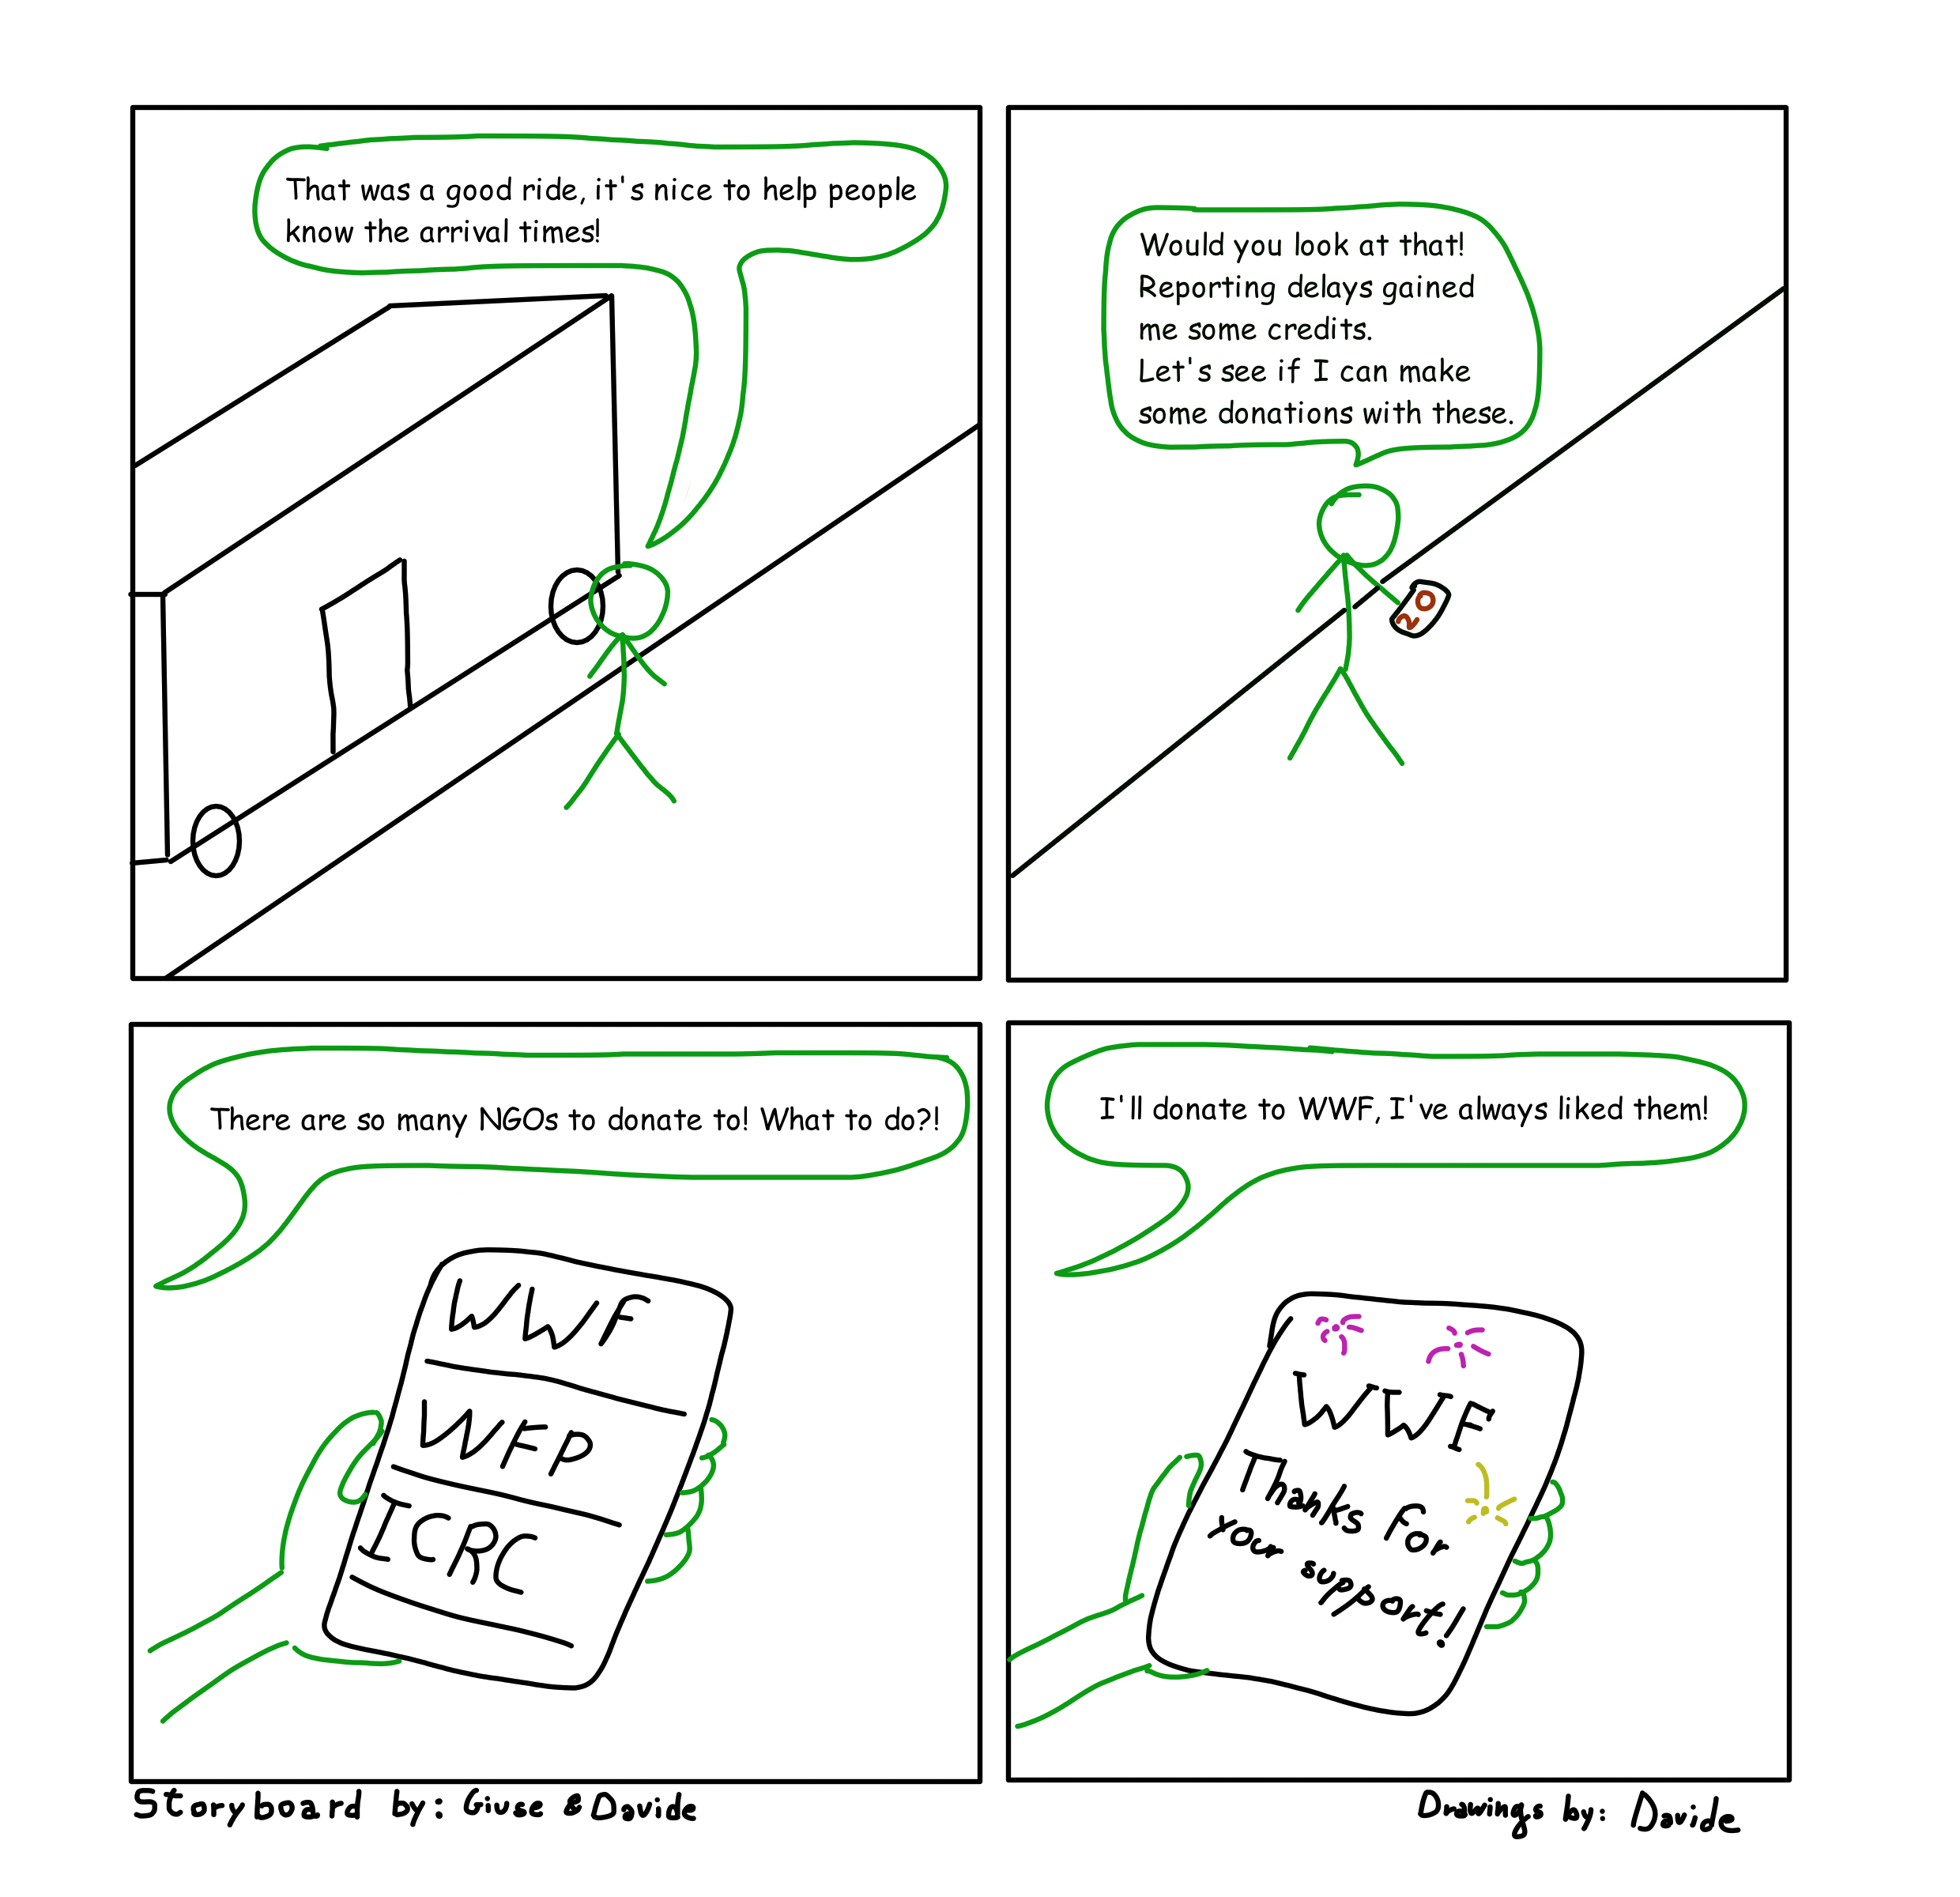 That was a good ride, it's nice to help people
know the arrival times!
Would you look at that!
Reporting delays gained
me some credits.
Let's see if I can make
some donations with these.
20
There are so many NGOs to donate to! What to do?!
WWF
WFP
ICRC
I'll donate to WWF, I've always liked them!
WWF
Thanks for
your support!
Storyboard by: Giuse & Davide
Drawings by: Davide